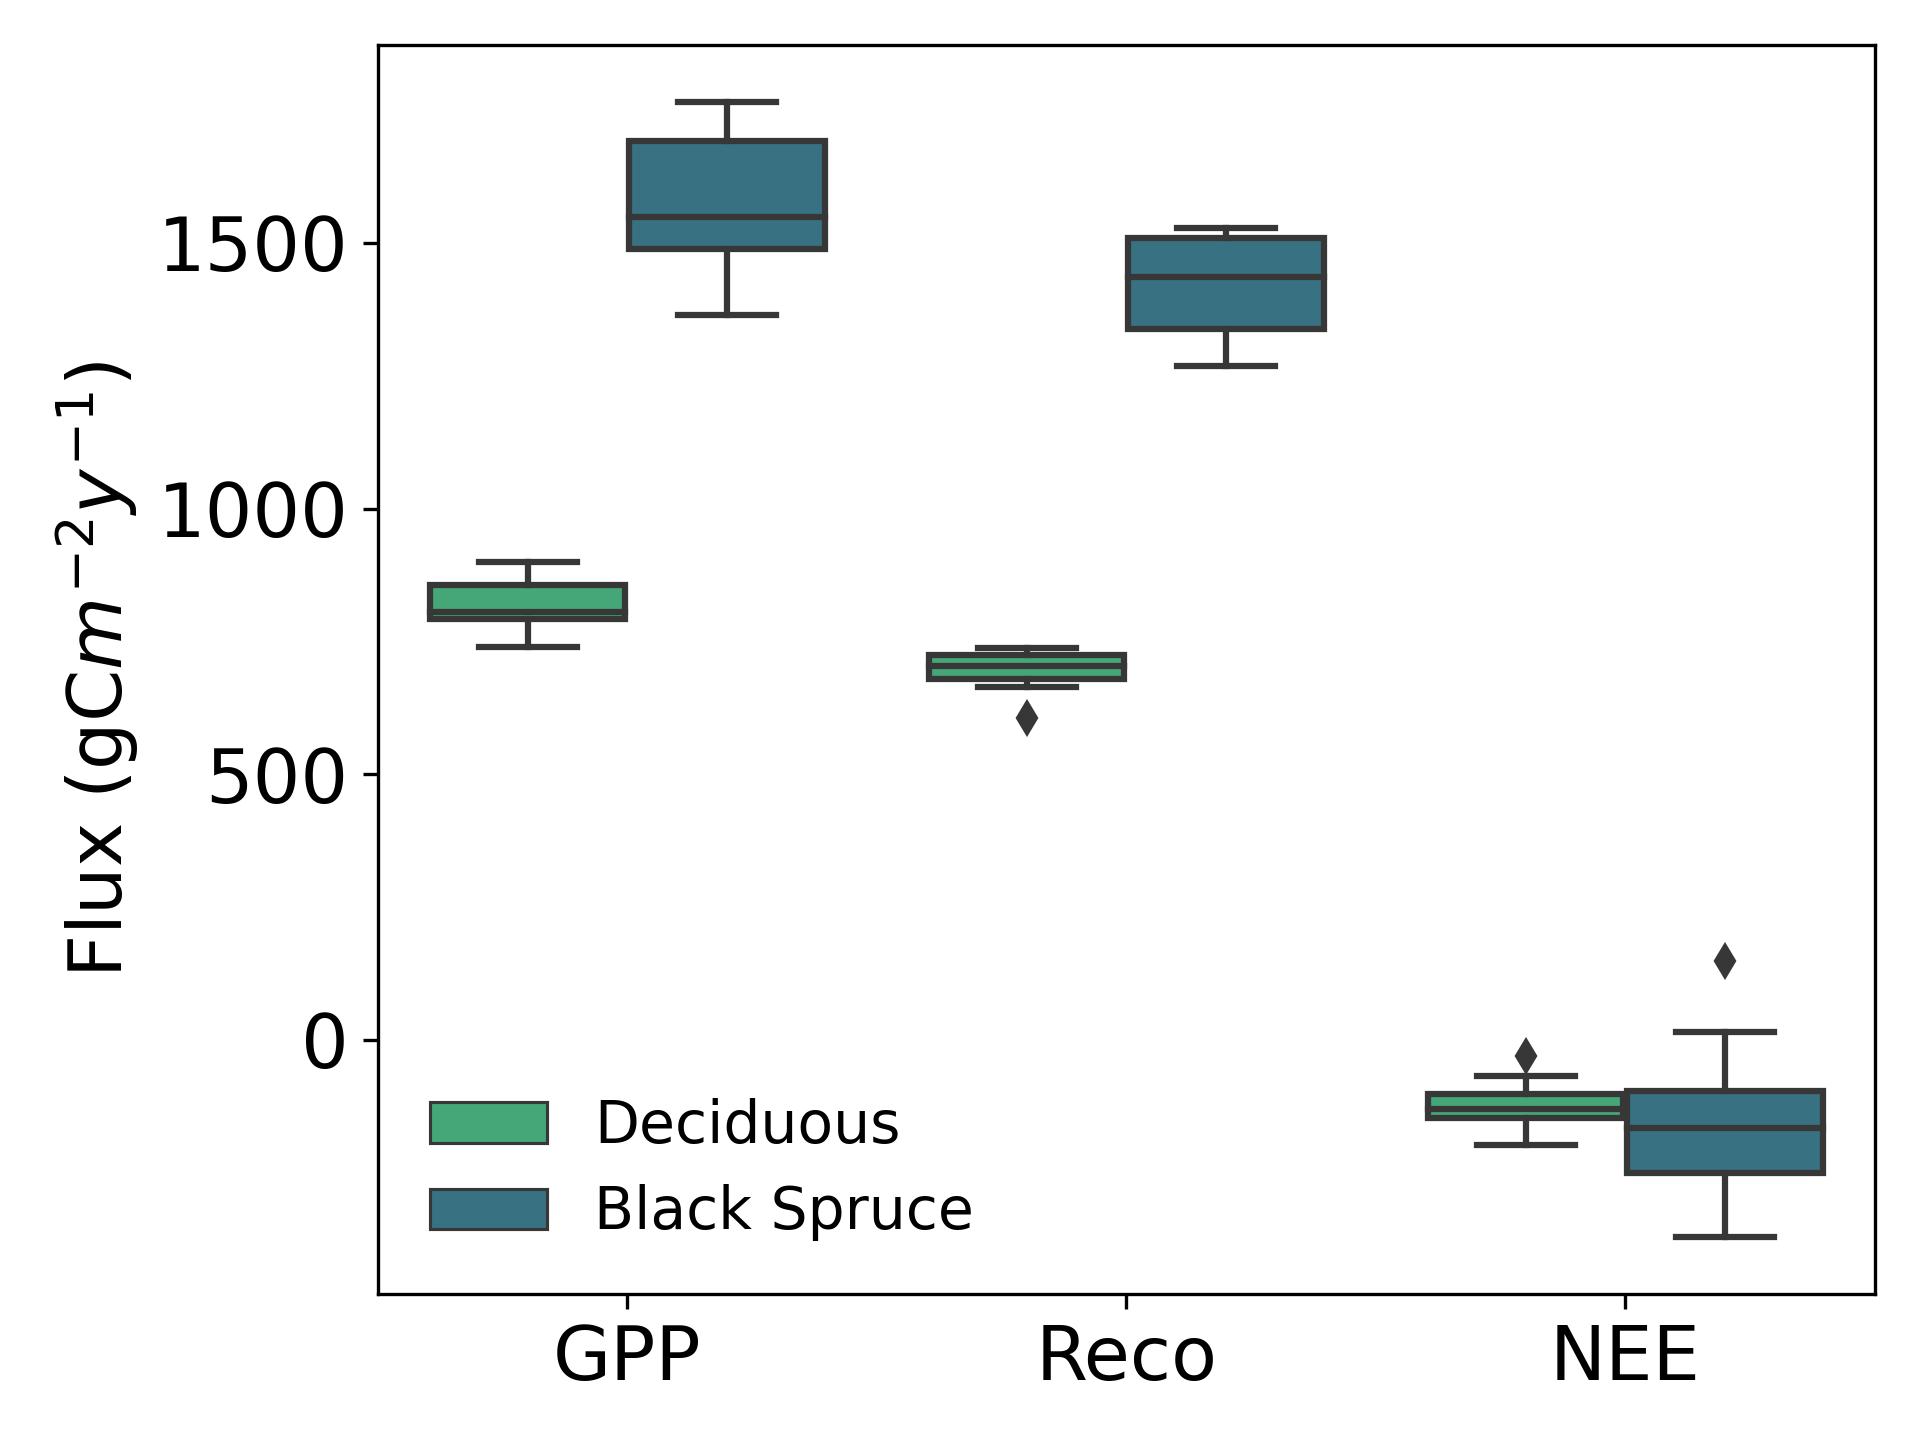 Flux (gCm⁻²y⁻¹)
1500
1000
500
0
Deciduous
Black Spruce
GPP Reco NEE